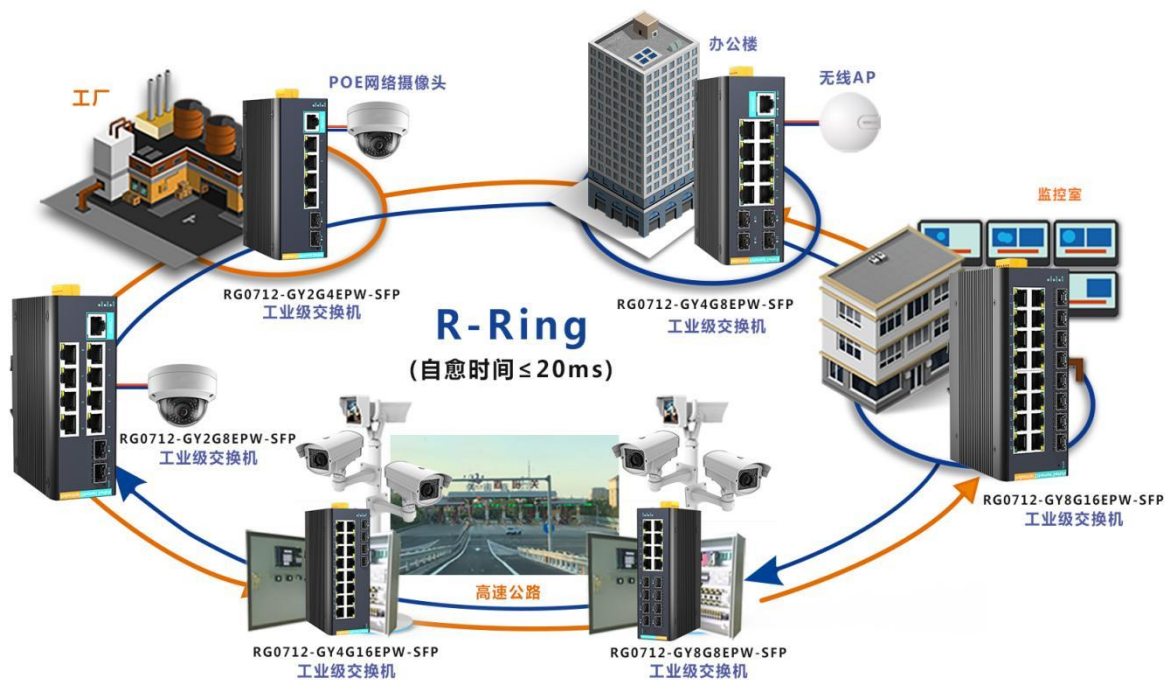 办公楼
POE网络摄像头
无线AP
工厂
监控室
RG0712-GY2G4EPW-SFP
工业级交换机
RG0712-GY4G8EPW-SFP
工业级交换机
R-Ring
(自愈时间≤20ms)
RG0712-GY2G8EPW-SFP
工业级交换机
RG0712-GY8G16EPW-SFP
工业级交换机
高速公路
RG0712-GY4G16EPW-SFP
工业级交换机
RG0712-GY8G8EPW-SFP
工业级交换机